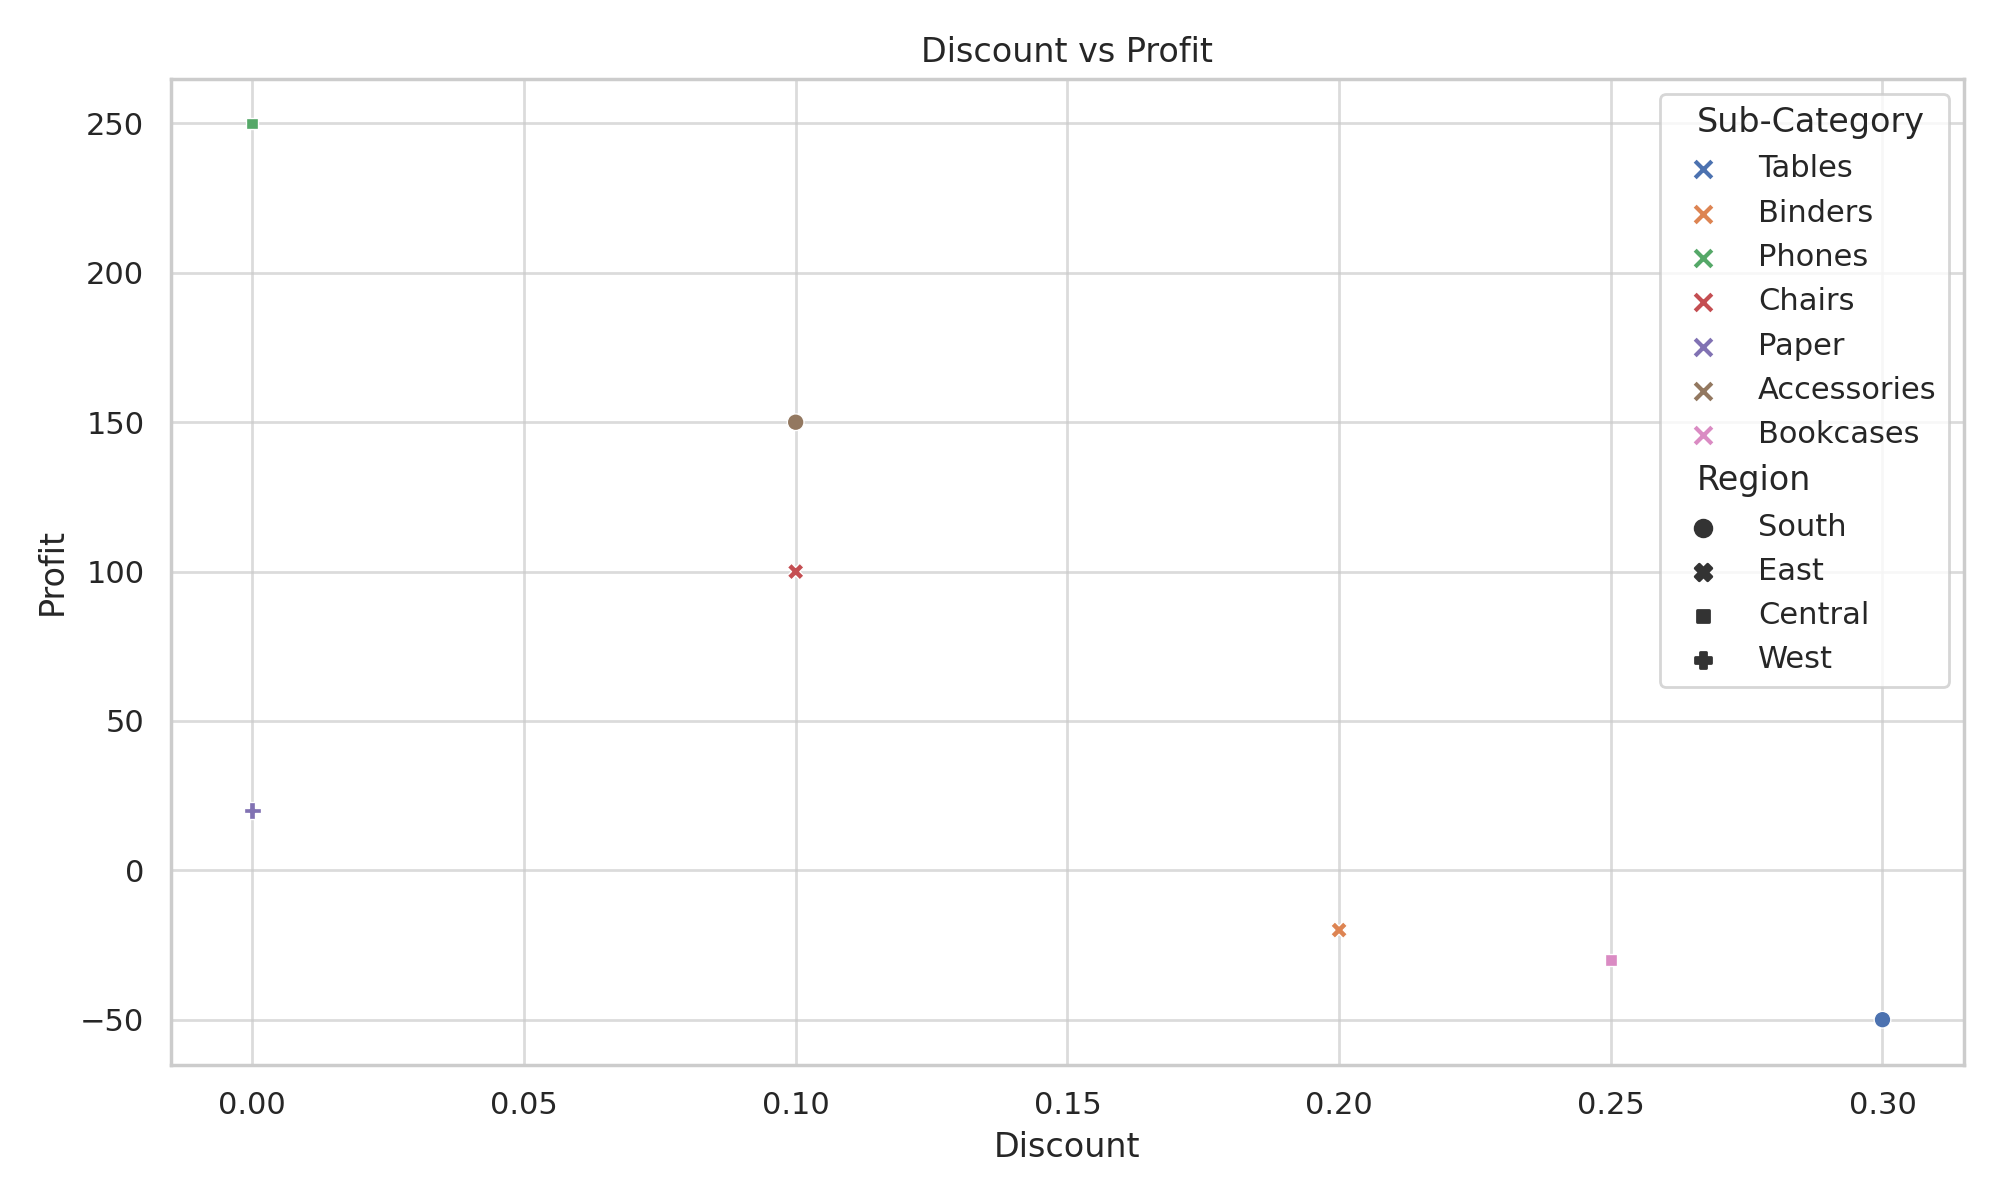 Discount vs Profit
250
200
150
100
50
0
−50
Profit
0.00 0.05 0.10 0.15 0.20 0.25 0.30
Discount
Sub-Category
Tables
Binders
Phones
Chairs
Paper
Accessories
Bookcases
Region
South
East
Central
West